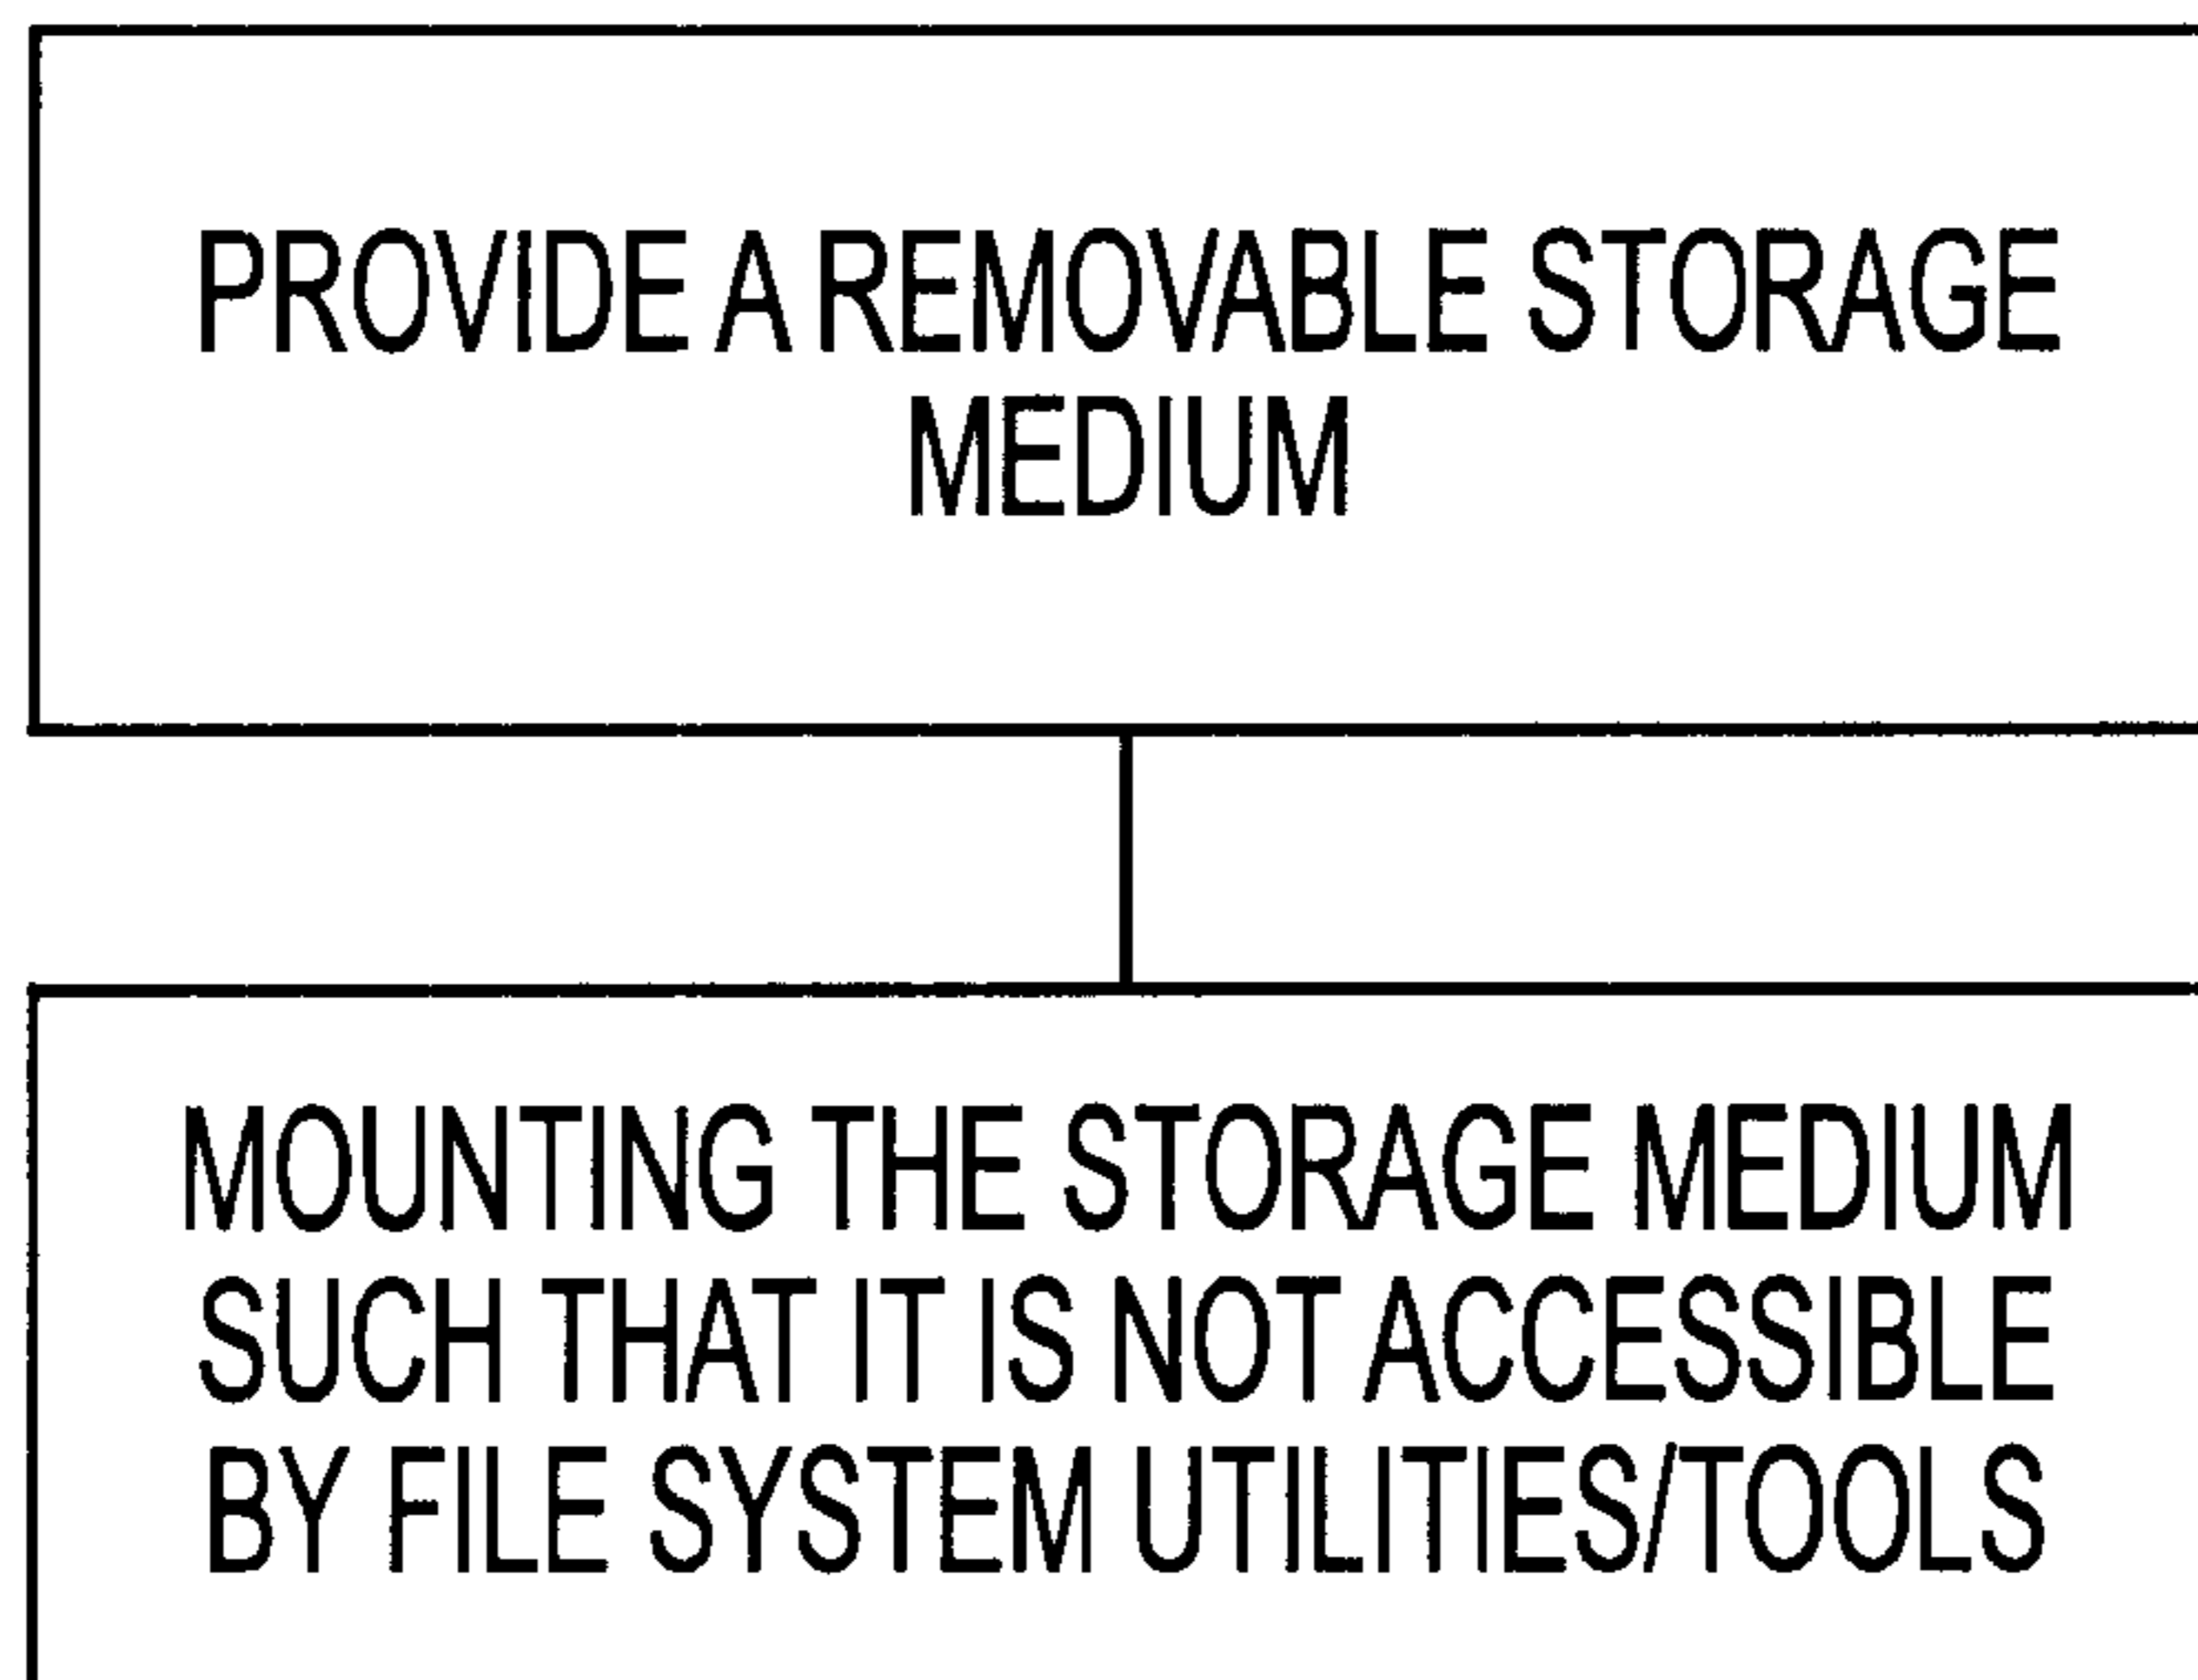 PROVIDE A REMOVABLE STORAGE
MEDIUM
MOUNTING THE STORAGE MEDIUM
SUCH THAT IT IS NOT ACCESSIBLE
BY FILE SYSTEM UTILITIES/TOOLS